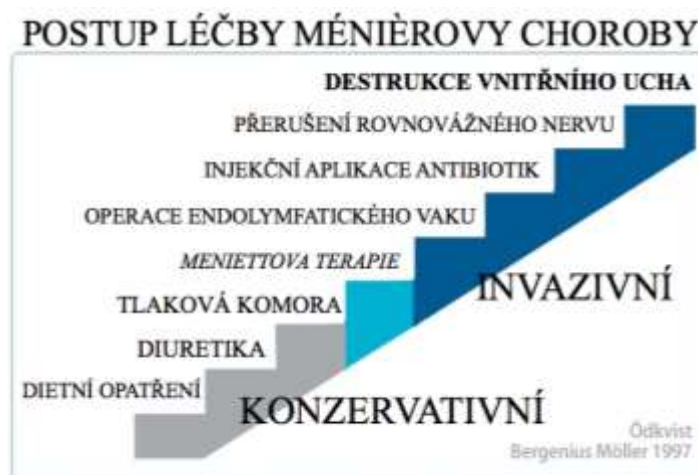 POSTUP LÉČBY MÉNIÈROVY CHOROBY
DESTRUKCE VNITŘNÍHO UCHA
PŘERUŠENÍ ROVNOVÁŽNÉHO NERVU
INJEKČNÍ APLIKACE ANTIBIOTIK
OPERACE ENDOLYMFATICKÉHO VAKU
MENIETTOVA TERAPIE
TLAKOVÁ KOMORA
INVAZIVNÍ
DIURETIKA
DIETNÍ OPATŘENÍ
KONZERVATIVNÍ
Ödkvist
Bergenius Möller 1997